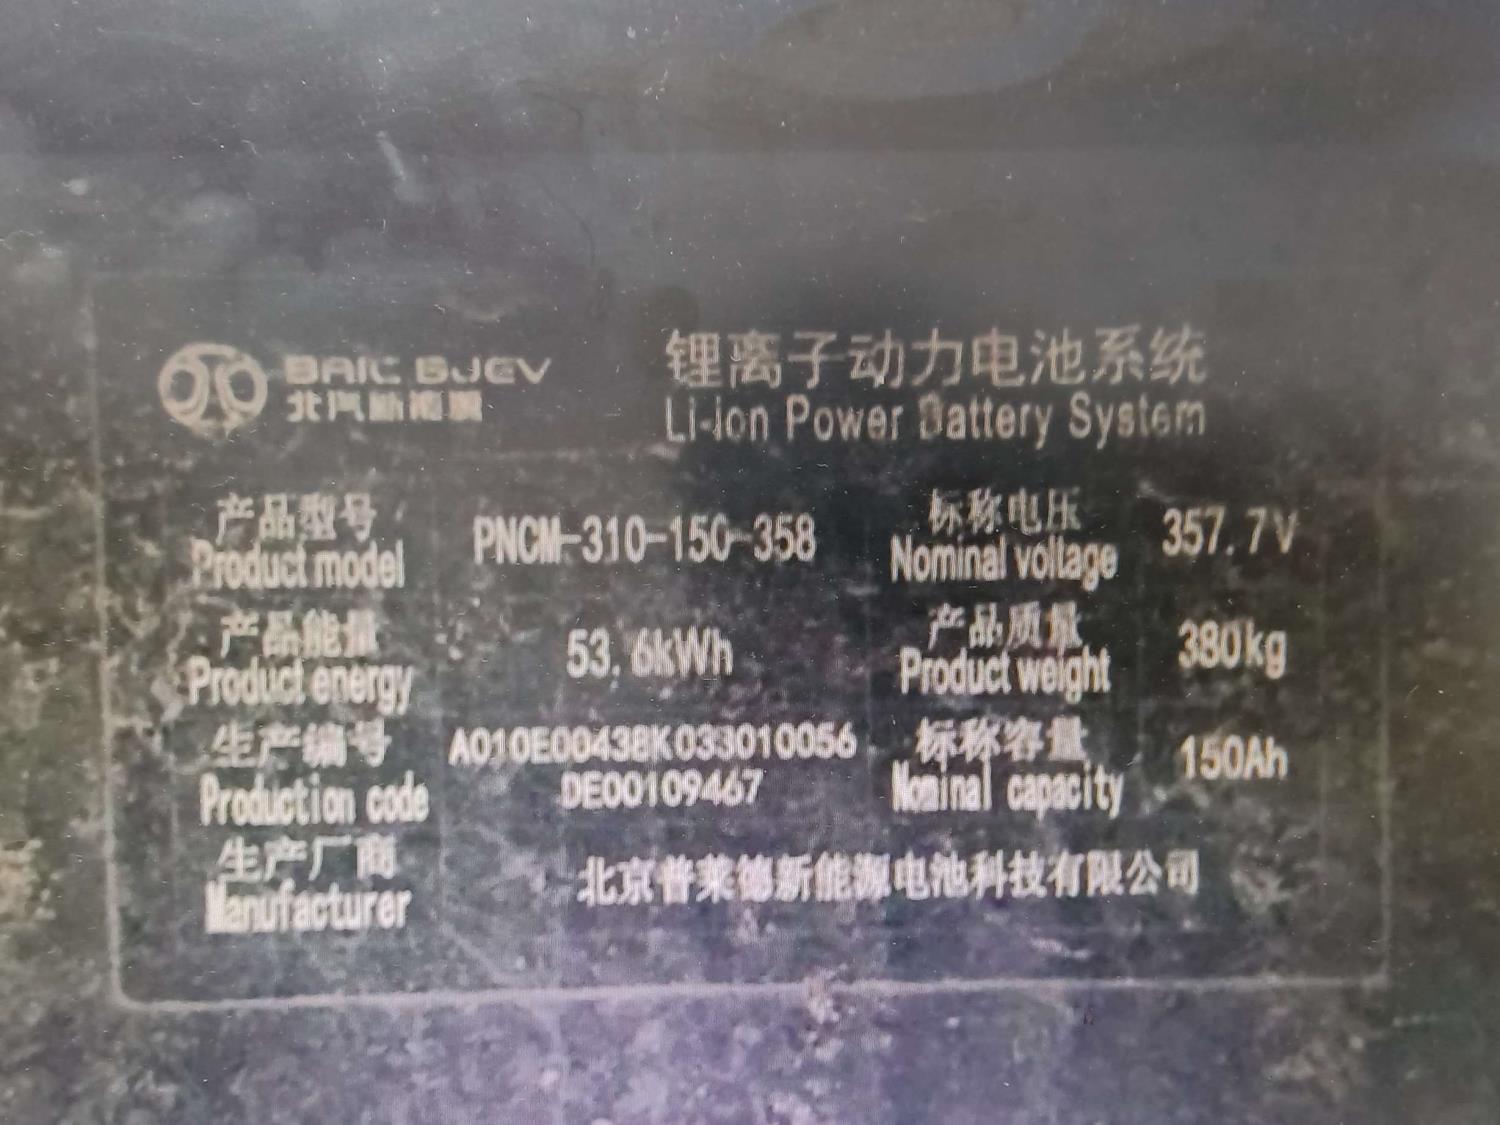 BAIC BJEV 锂离子动力电池系统
北汽新能源 Li-ion Power Battery System
产品型号 PNCM-310-150-358 标称电压 357.7V
Product model Nominal voltage
产品能量 53.6kWh 产品质量 380kg
Product energy Product weight
生产编号 A010E00438K033010056 标称容量 150Ah
Production code DE00109467 Nominal capacity
生产厂商 北京普莱德新能源电池科技有限公司
Manufacturer